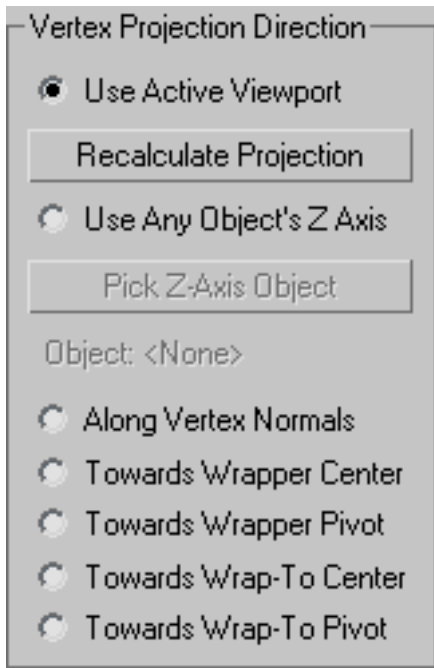 Vertex Projection Direction
Use Active Viewport
Recalculate Projection
Use Any Object's Z Axis
Pick Z-Axis Object
Object: <None>
Along Vertex Normals
Towards Wrapper Center
Towards Wrapper Pivot
Towards Wrap-To Center
Towards Wrap-To Pivot